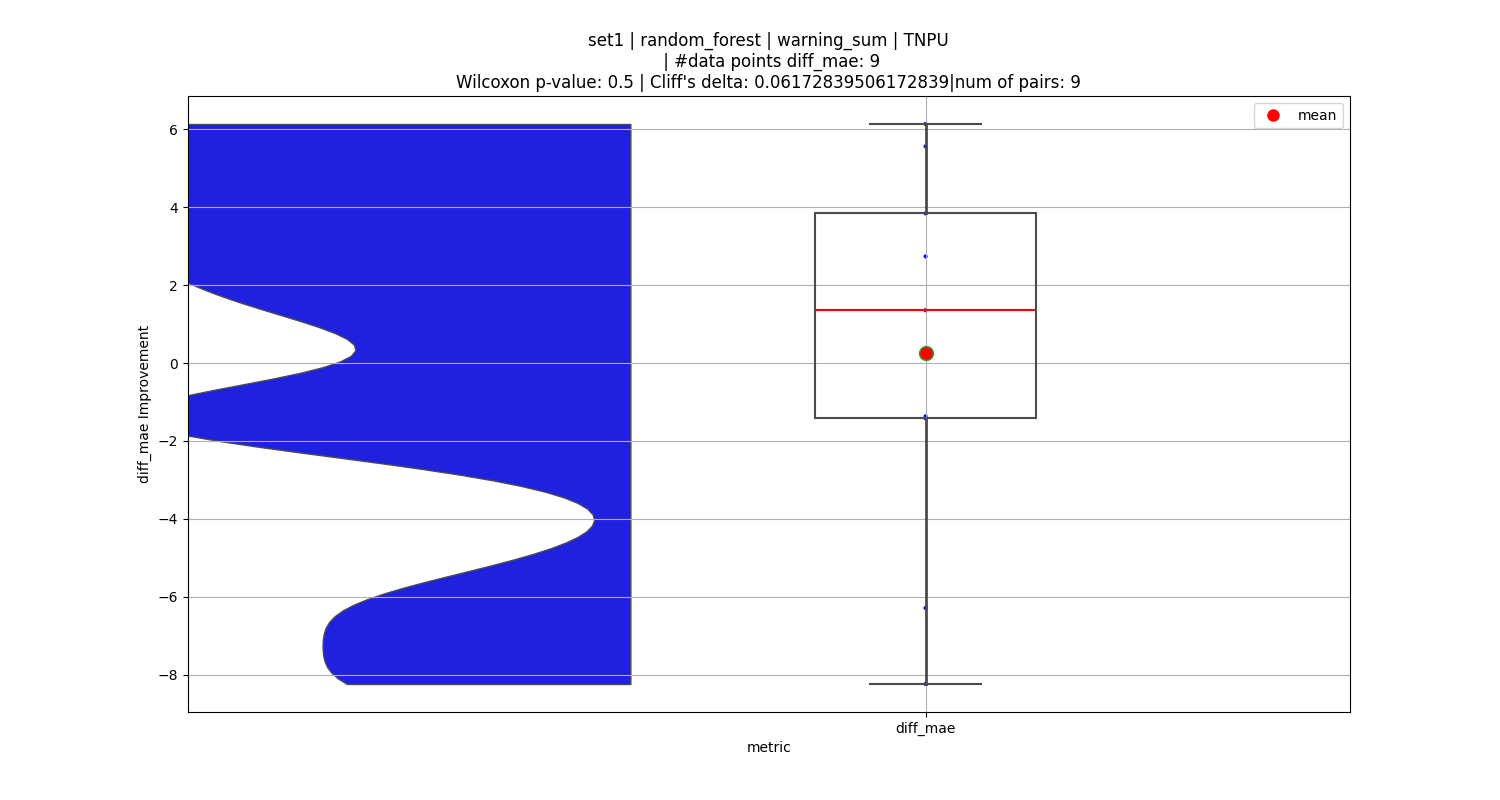 set1 | random_forest | warning_sum | TNPU
| #data points diff_mae: 9
Wilcoxon p-value: 0.5 | Cliff's delta: 0.06172839506172839|num of pairs: 9
mean
6
4
2
0
−2
−4
−6
−8
diff_mae Improvement
diff_mae
metric